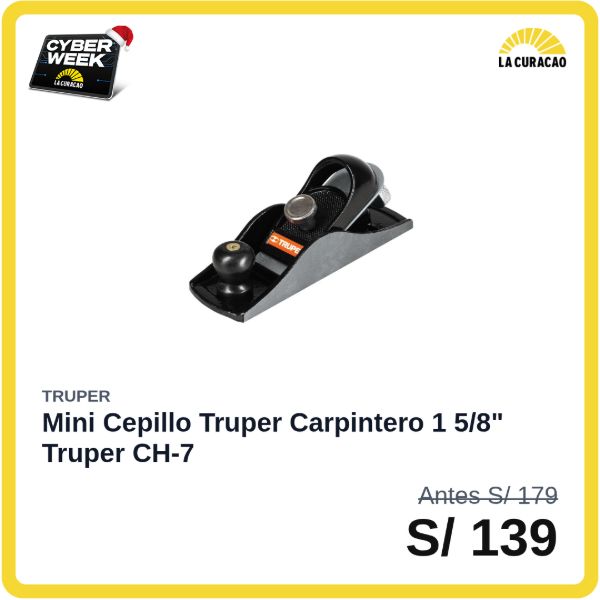 CYBER
WEEK
LA CURACAO
LA CURACAO
TRUPER
TRUPER
Mini Cepillo Truper Carpintero 1 5/8"
Truper CH-7
Antes S/ 179
S/ 139